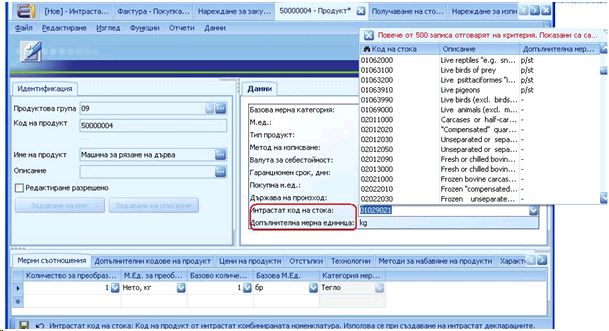 [Нов] - Интраста...
Фактура - Покупка...
Нареждане за заку...
50000004 - Продукт*
Получаване на сто...
Нареждане за изпи
Файл Редактиране Изглед Функции Отчети Данни
Повече от 500 записа отговарят на критерия. Показани са са...
Код на стока Описание Допълнителна мер...
01062000 Live reptiles "e.g. sn... p/st
01063100 Live birds of prey p/st
01063200 Live psittaciformes "i... p/st
01063910 Live pigeons p/st
01063990 Live birds (excl. birds... -
01069000 Live animals (excl. m... -
02011000 Carcases or half-car... -
02012020 "Compensated" quar... -
02012030 Unseparated or sepa... -
02012050 Unseparated or sepa... -
02012090 Fresh or chilled bovin... -
02013000 Fresh or chilled bovin... -
02021000 Frozen bovine carcas... -
02022010 Frozen "compensated... -
02022030 Frozen unseparate... -
Идентификация
Продуктова група 09
Код на продукт 50000004
Име на продукт Машина за рязане на дърва
Описание
Редактиране разрешено
Задаване на име Задаване на описание
Данни
Базова мерна категория:
М.ед.:
Тип продукт:
Метод на изписване:
Валута за себестойност:
Гаранционен срок, дни:
Покупна м.ед.:
Държава на произход:
Интрастат код на стока: 01029021
Допълнителна мерна единица: kg
Мерни съотношения Допълнителни кодове на продукт Цени на продукти Отстъпки Технологии Методи за набавяне на продукти Характ
Количество за преобраз... М.Ед. за преоб... Базово количе... Базова М.Ед. Категория мер...
1 Нето, кг 1 бр Тегло
Интрастат код на стока: Код на продукт от интрастат комбинираната номенклатура. Използва се при създаване на интрастат декларациите.